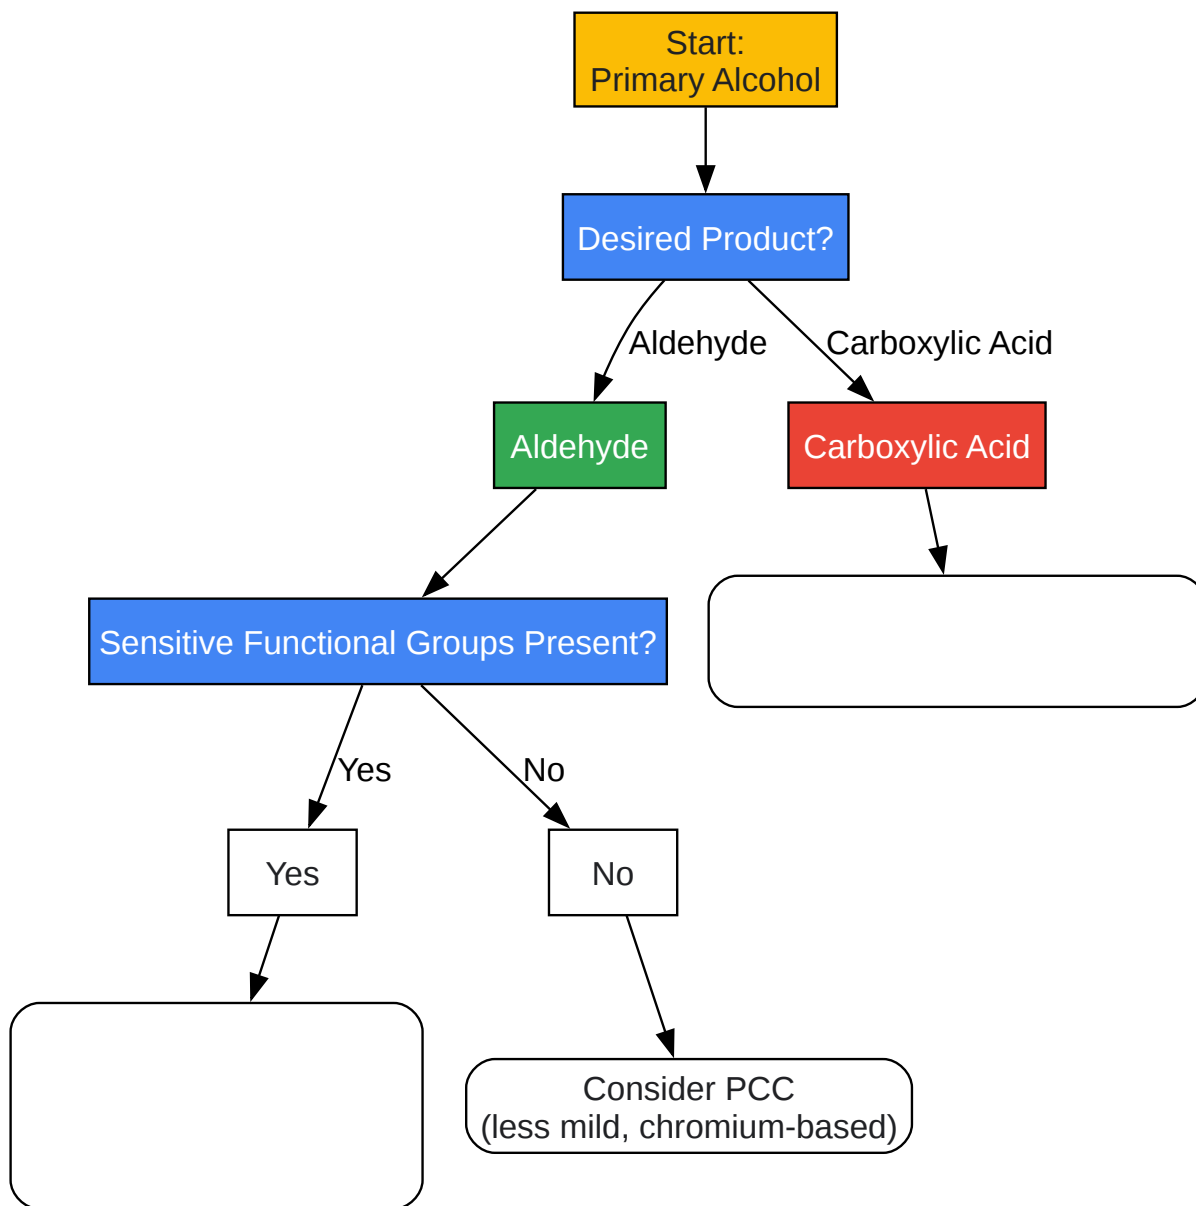 Start:
Primary Alcohol
Desired Product?
Aldehyde
Carboxylic Acid
Aldehyde
Carboxylic Acid
Sensitive Functional Groups Present?
Yes
No
Yes
No
Consider PCC
(less mild, chromium-based)